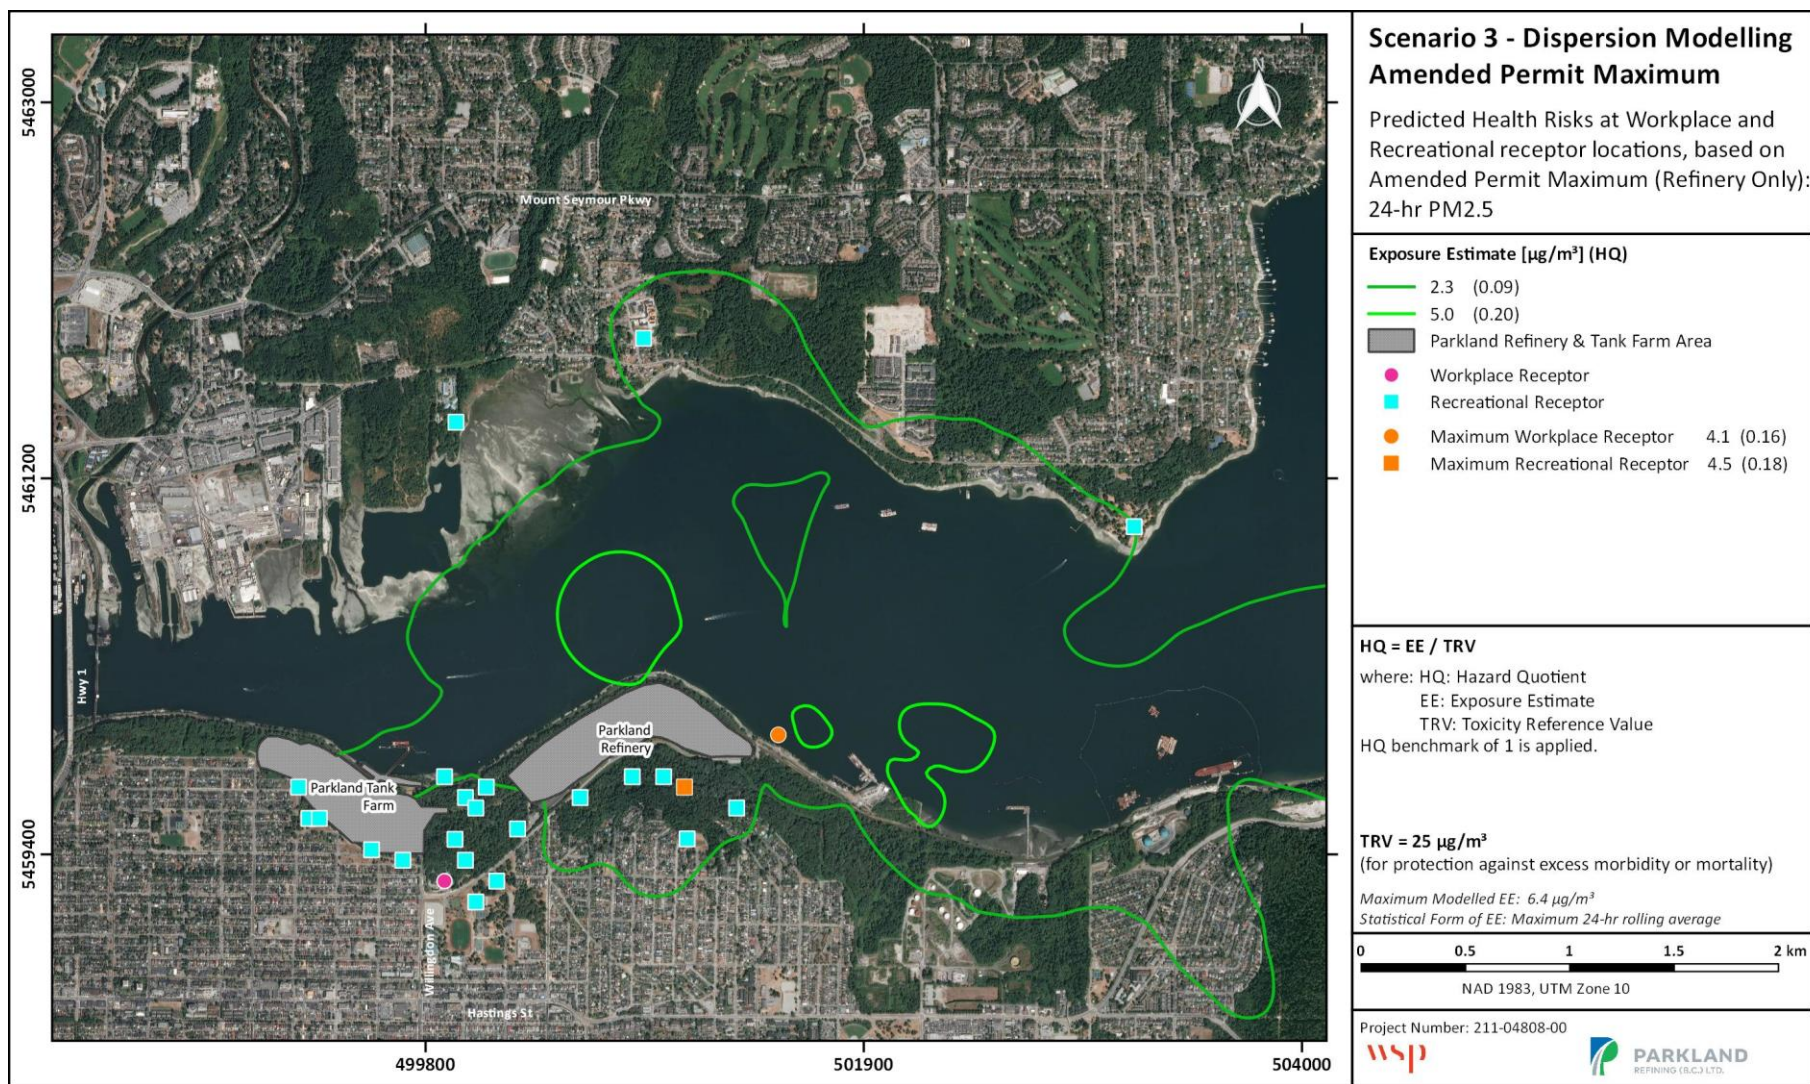 Scenario 3 - Dispersion Modelling
Amended Permit Maximum
Predicted Health Risks at Workplace and
Recreational receptor locations, based on
Amended Permit Maximum (Refinery Only):
24-hr PM2.5
Exposure Estimate [µg/m³] (HQ)
2.3 (0.09)
5.0 (0.20)
Parkland Refinery & Tank Farm Area
Workplace Receptor
Recreational Receptor
Maximum Workplace Receptor 4.1 (0.16)
Maximum Recreational Receptor 4.5 (0.18)
HQ = EE / TRV
where: HQ: Hazard Quotient
EE: Exposure Estimate
TRV: Toxicity Reference Value
HQ benchmark of 1 is applied.
TRV = 25 µg/m³
(for protection against excess morbidity or mortality)
Maximum Modelled EE: 6.4 µg/m³
Statistical Form of EE: Maximum 24-hr rolling average
0 0.5 1 1.5 2 km
NAD 1983, UTM Zone 10
Project Number: 211-04808-00
wsp
PARKLAND
REFINING (B.C.) LTD.
N
Mount Seymour Pkwy
Hwy 1
Parkland
Refinery
Parkland Tank
Farm
Willingdon Ave
Hastings St
5463000
5461200
5459400
499800
501900
504000